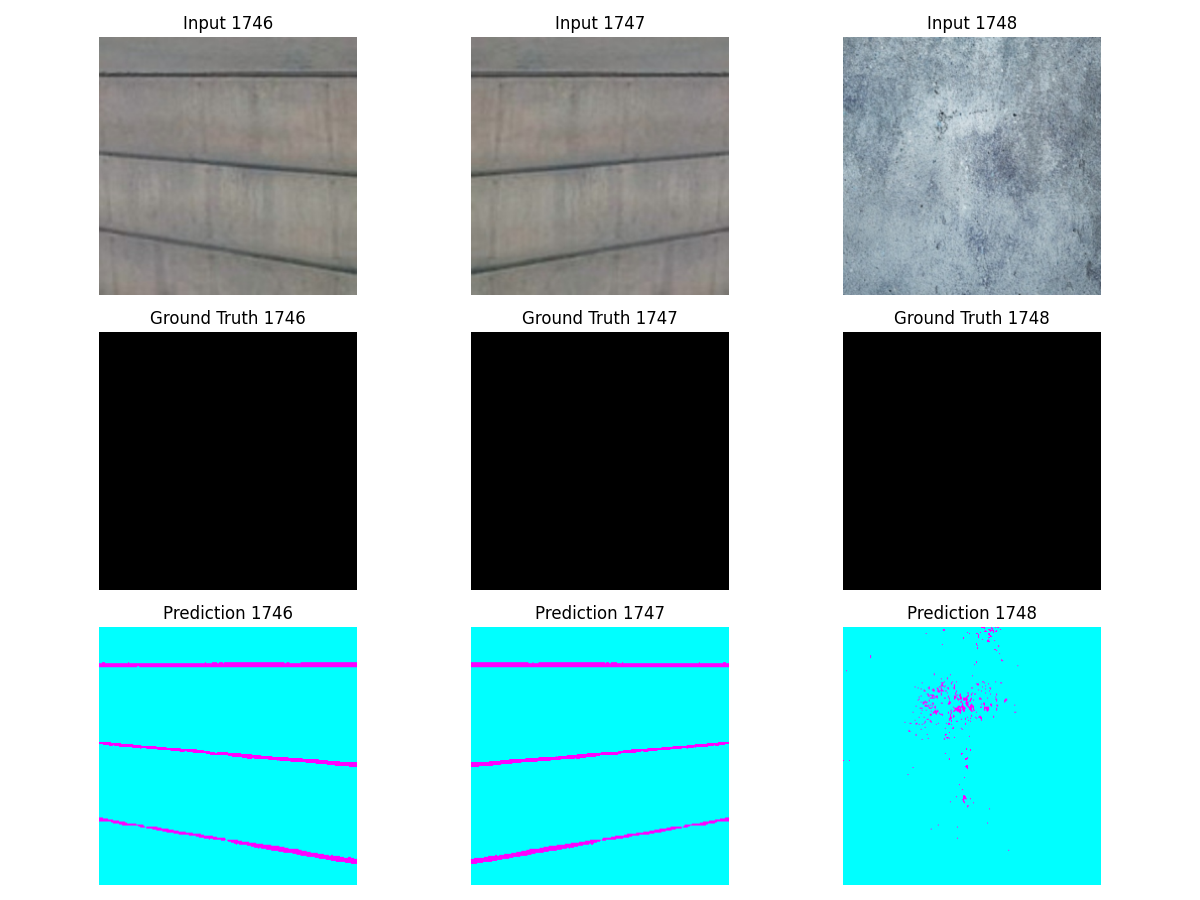 Input 1746
Input 1747
Input 1748
Ground Truth 1746
Ground Truth 1747
Ground Truth 1748
Prediction 1746
Prediction 1747
Prediction 1748